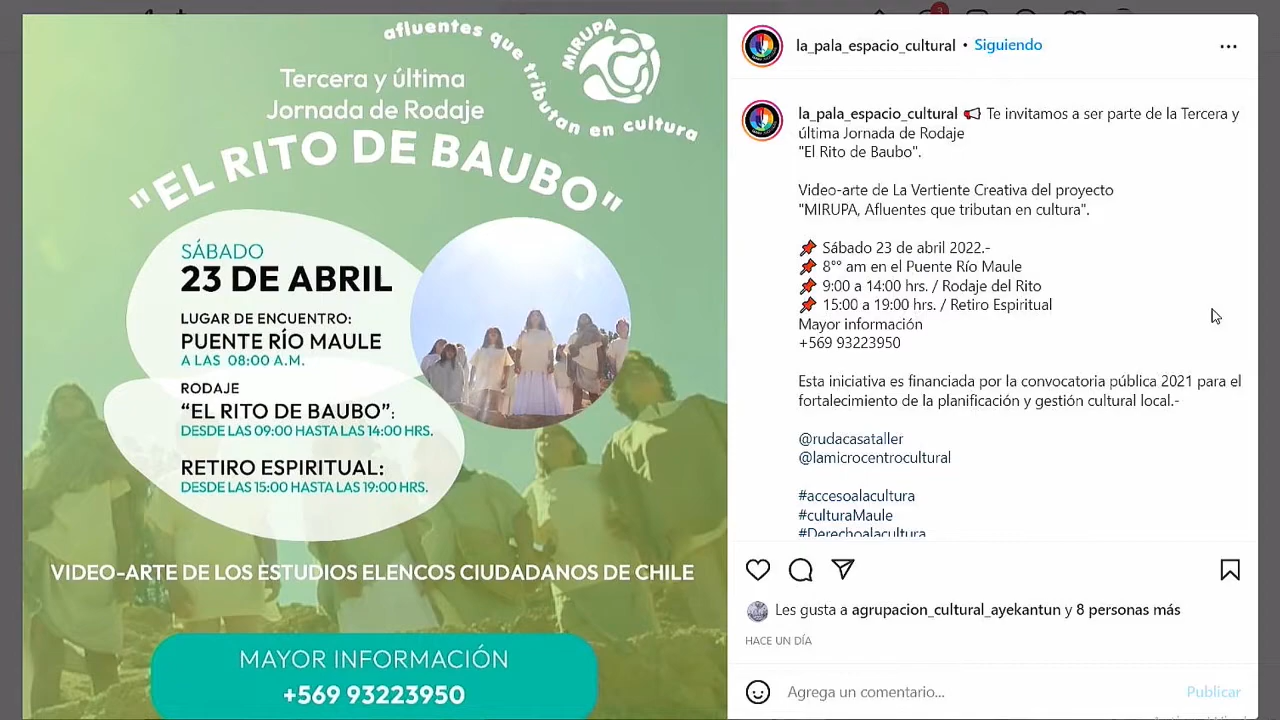 afluentes que tributan en cultura
MIRUPA
Tercera y última
Jornada de Rodaje
"EL RITO DE BAUBO"
SÁBADO
23 DE ABRIL
LUGAR DE ENCUENTRO:
PUENTE RÍO MAULE
A LAS 08:00 A.M.
RODAJE
“EL RITO DE BAUBO”:
DESDE LAS 09:00 HASTA LAS 14:00 HRS.
RETIRO ESPIRITUAL:
DESDE LAS 15:00 HASTA LAS 19:00 HRS.
VIDEO-ARTE DE LOS ESTUDIOS ELENCOS CIUDADANOS DE CHILE
MAYOR INFORMACIÓN
+569 93223950
la_pala_espacio_cultural • Siguiendo
la_pala_espacio_cultural 📢 Te invitamos a ser parte de la Tercera y
última Jornada de Rodaje
"El Rito de Baubo".
Video-arte de La Vertiente Creativa del proyecto
"MIRUPA, Afluentes que tributan en cultura".
📌 Sábado 23 de abril 2022.-
📌 8°° am en el Puente Río Maule
📌 9:00 a 14:00 hrs. / Rodaje del Rito
📌 15:00 a 19:00 hrs. / Retiro Espiritual
Mayor información
+569 93223950
Esta iniciativa es financiada por la convocatoria pública 2021 para el
fortalecimiento de la planificación y gestión cultural local.-
@rudacasataller
@lamicrocentrocultural
#accesoalacultura
#culturaMaule
#Derechoalacultura
Les gusta a agrupacion_cultural_ayekantun y 8 personas más
HACE UN DÍA
Agrega un comentario...
Publicar